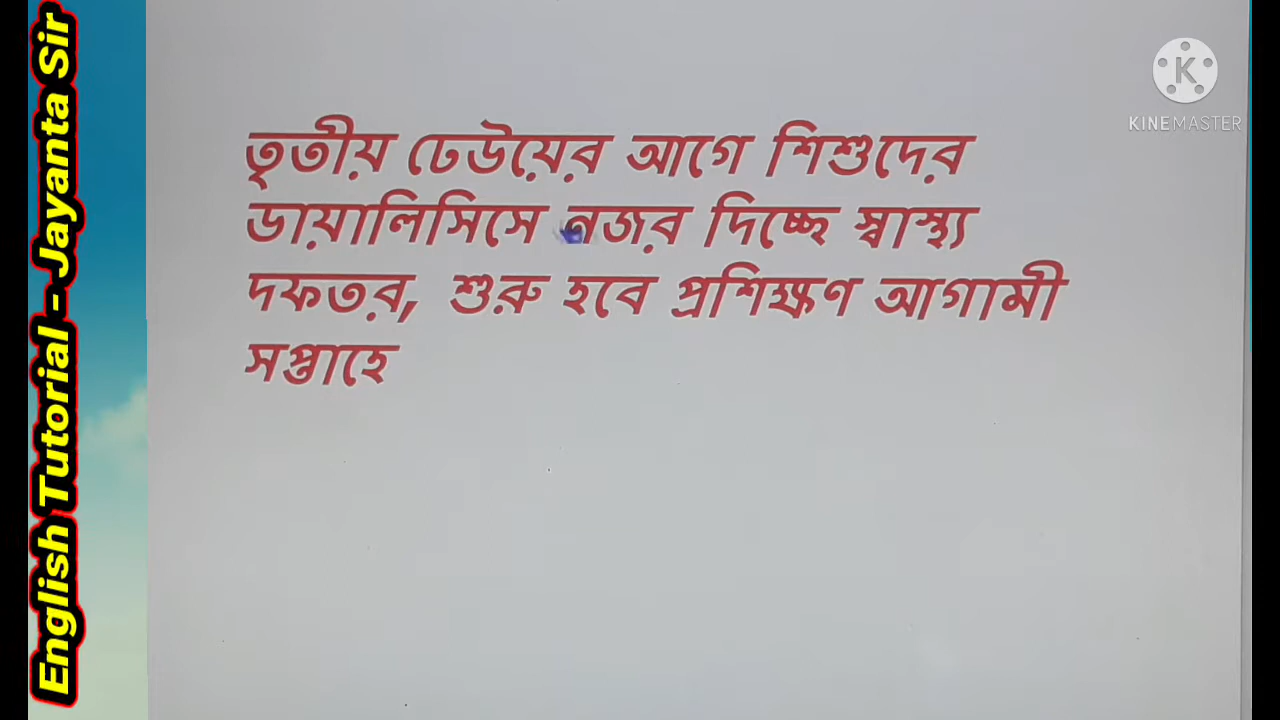 English Tutorial - Jayanta Sir
KINEMASTER
তৃতীয় ঢেউয়ের আগে শিশুদের
ডায়ালিসিসে নজর দিচ্ছে স্বাস্থ্য
দফতর, শুরু হবে প্রশিক্ষণ আগামী
সপ্তাহে